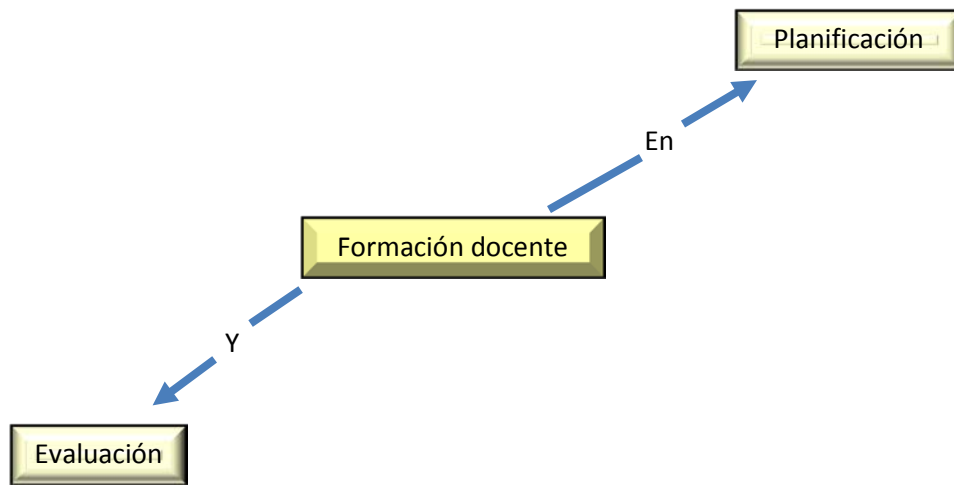 Planificación
En
Formación docente
Y
Evaluación